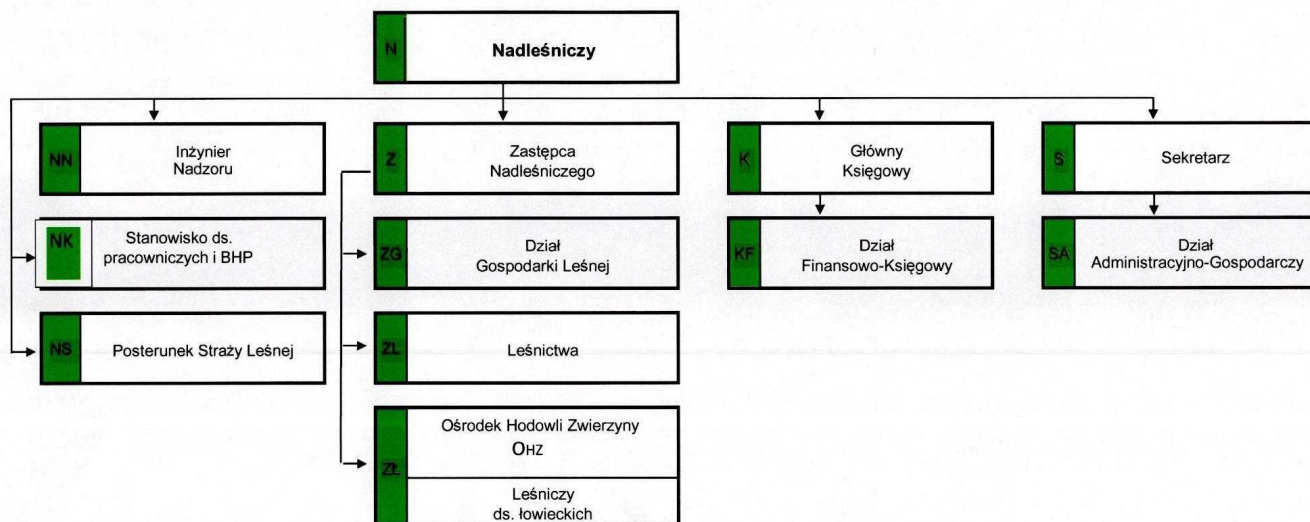 N
Nadleśniczy
NN
Inżynier
Nadzoru
Z
Zastępca
Nadleśniczego
K
Główny
Księgowy
S
Sekretarz
NK
Stanowisko ds.
pracowniczych i BHP
ZG
Dział
Gospodarki Leśnej
KF
Dział
Finansowo-Księgowy
SA
Dział
Administracyjno-Gospodarczy
NS
Posterunek Straży Leśnej
ZL
Leśnictwa
ZŁ
Ośrodek Hodowli Zwierzyny
OHZ
Leśniczy
ds. łowieckich